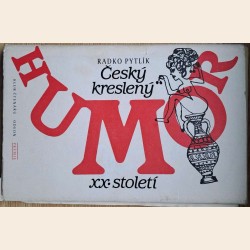 RADKO PYTLÍK
Český
kreslený
HUMOR
XX. století